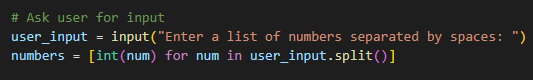 # Ask user for input
user_input = input("Enter a list of numbers separated by spaces: ")
numbers = [int(num) for num in user_input.split()]